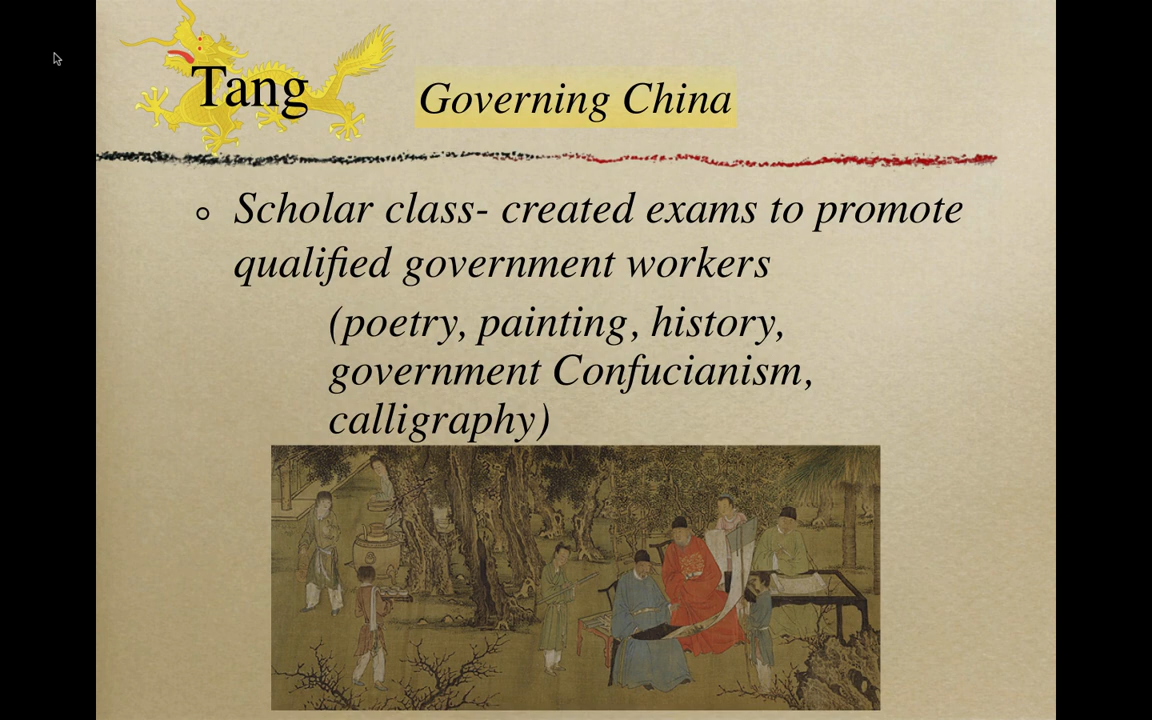 Tang
Governing China
Scholar class- created exams to promote
qualified government workers
(poetry, painting, history,
government Confucianism,
calligraphy)